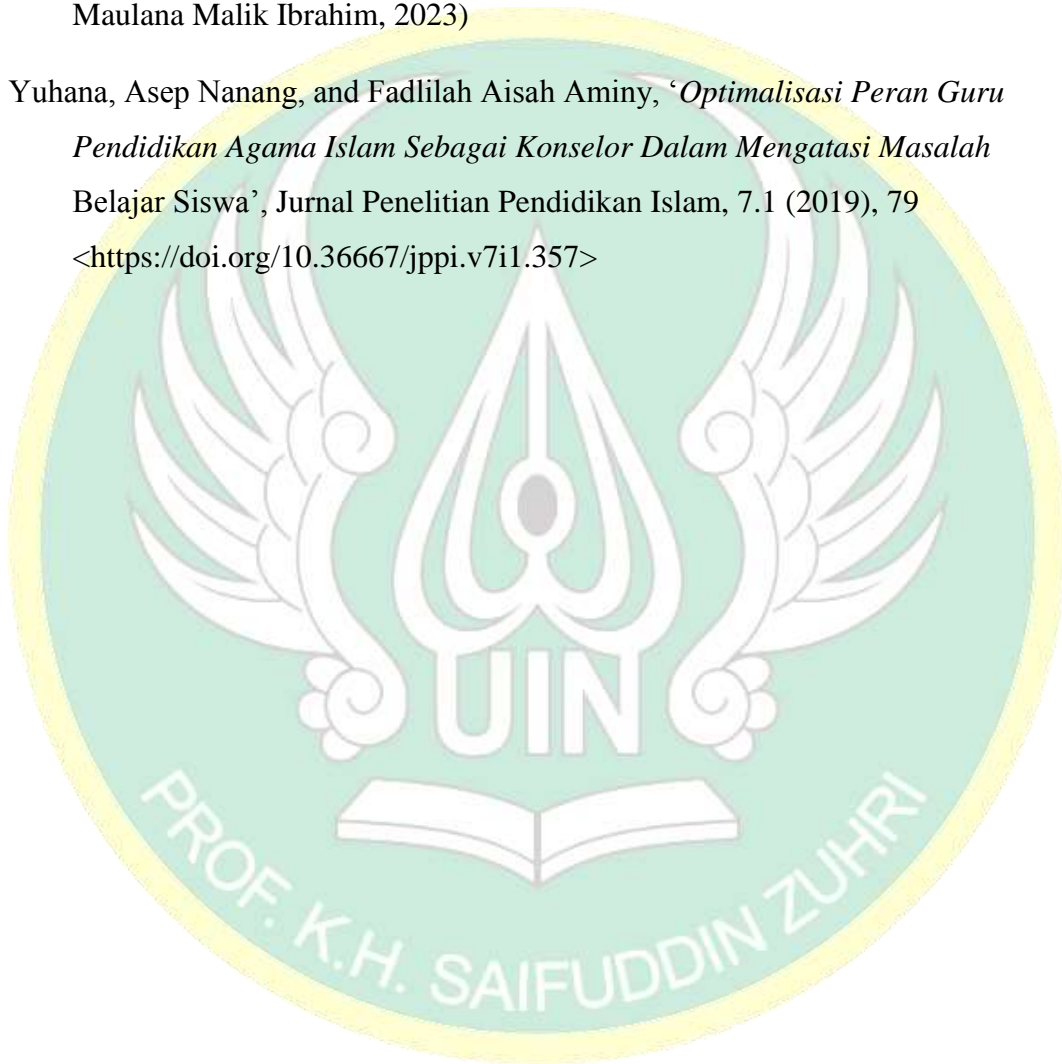 Maulana Malik Ibrahim, 2023)
Yuhana, Asep Nanang, and Fadlilah Aisah Aminy, ‘Optimalisasi Peran Guru
Pendidikan Agama Islam Sebagai Konselor Dalam Mengatasi Masalah
Belajar Siswa’, Jurnal Penelitian Pendidikan Islam, 7.1 (2019), 79
<https://doi.org/10.36667/jppi.v7i1.357>
UIN
PROF. K.H. SAIFUDDIN ZUHRI